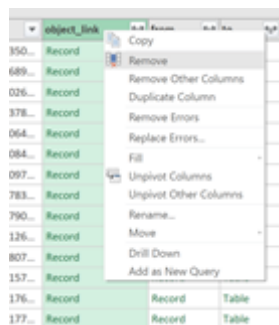 object_link from to
Copy
350... Record
Remove
689... Record
Remove Other Columns
026... Record
Duplicate Column
378... Record
Remove Errors
064... Record
Replace Errors...
084... Record
Fill
097... Record
Unpivot Columns
783... Record
Unpivot Other Columns
790... Record
Rename...
126... Record
Move
807... Record
Drill Down
157... Record
Add as New Query
176... Record Record Table
177... Record Record Table